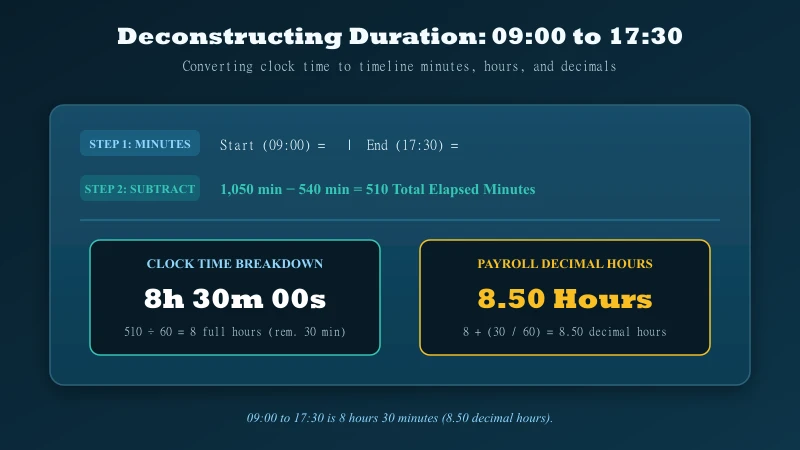 Deconstructing Duration: 09:00 to 17:30
Converting clock time to timeline minutes, hours, and decimals
STEP 1: MINUTES Start (09:00) = | End (17:30) =
STEP 2: SUBTRACT 1,050 min − 540 min = 510 Total Elapsed Minutes
CLOCK TIME BREAKDOWN
8h 30m 00s
510 ÷ 60 = 8 full hours (rem. 30 min)
PAYROLL DECIMAL HOURS
8.50 Hours
8 + (30 / 60) = 8.50 decimal hours
09:00 to 17:30 is 8 hours 30 minutes (8.50 decimal hours).